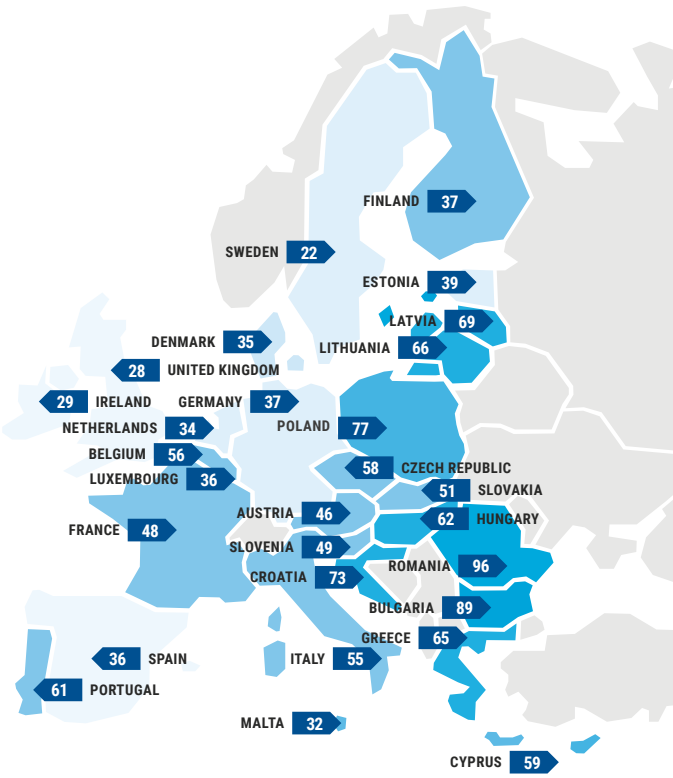 FINLAND 37
SWEDEN 22
ESTONIA 39
LATVIA 69
DENMARK 35
LITHUANIA 66
28 UNITED KINGDOM
29 IRELAND
GERMANY 37
NETHERLANDS 34
POLAND 77
BELGIUM 56
58 CZECH REPUBLIC
LUXEMBOURG 36
51 SLOVAKIA
AUSTRIA 46
62 HUNGARY
FRANCE 48
SLOVENIA 49
ROMANIA 96
CROATIA 73
BULGARIA 89
GREECE 65
36 SPAIN
ITALY 55
61 PORTUGAL
MALTA 32
CYPRUS 59